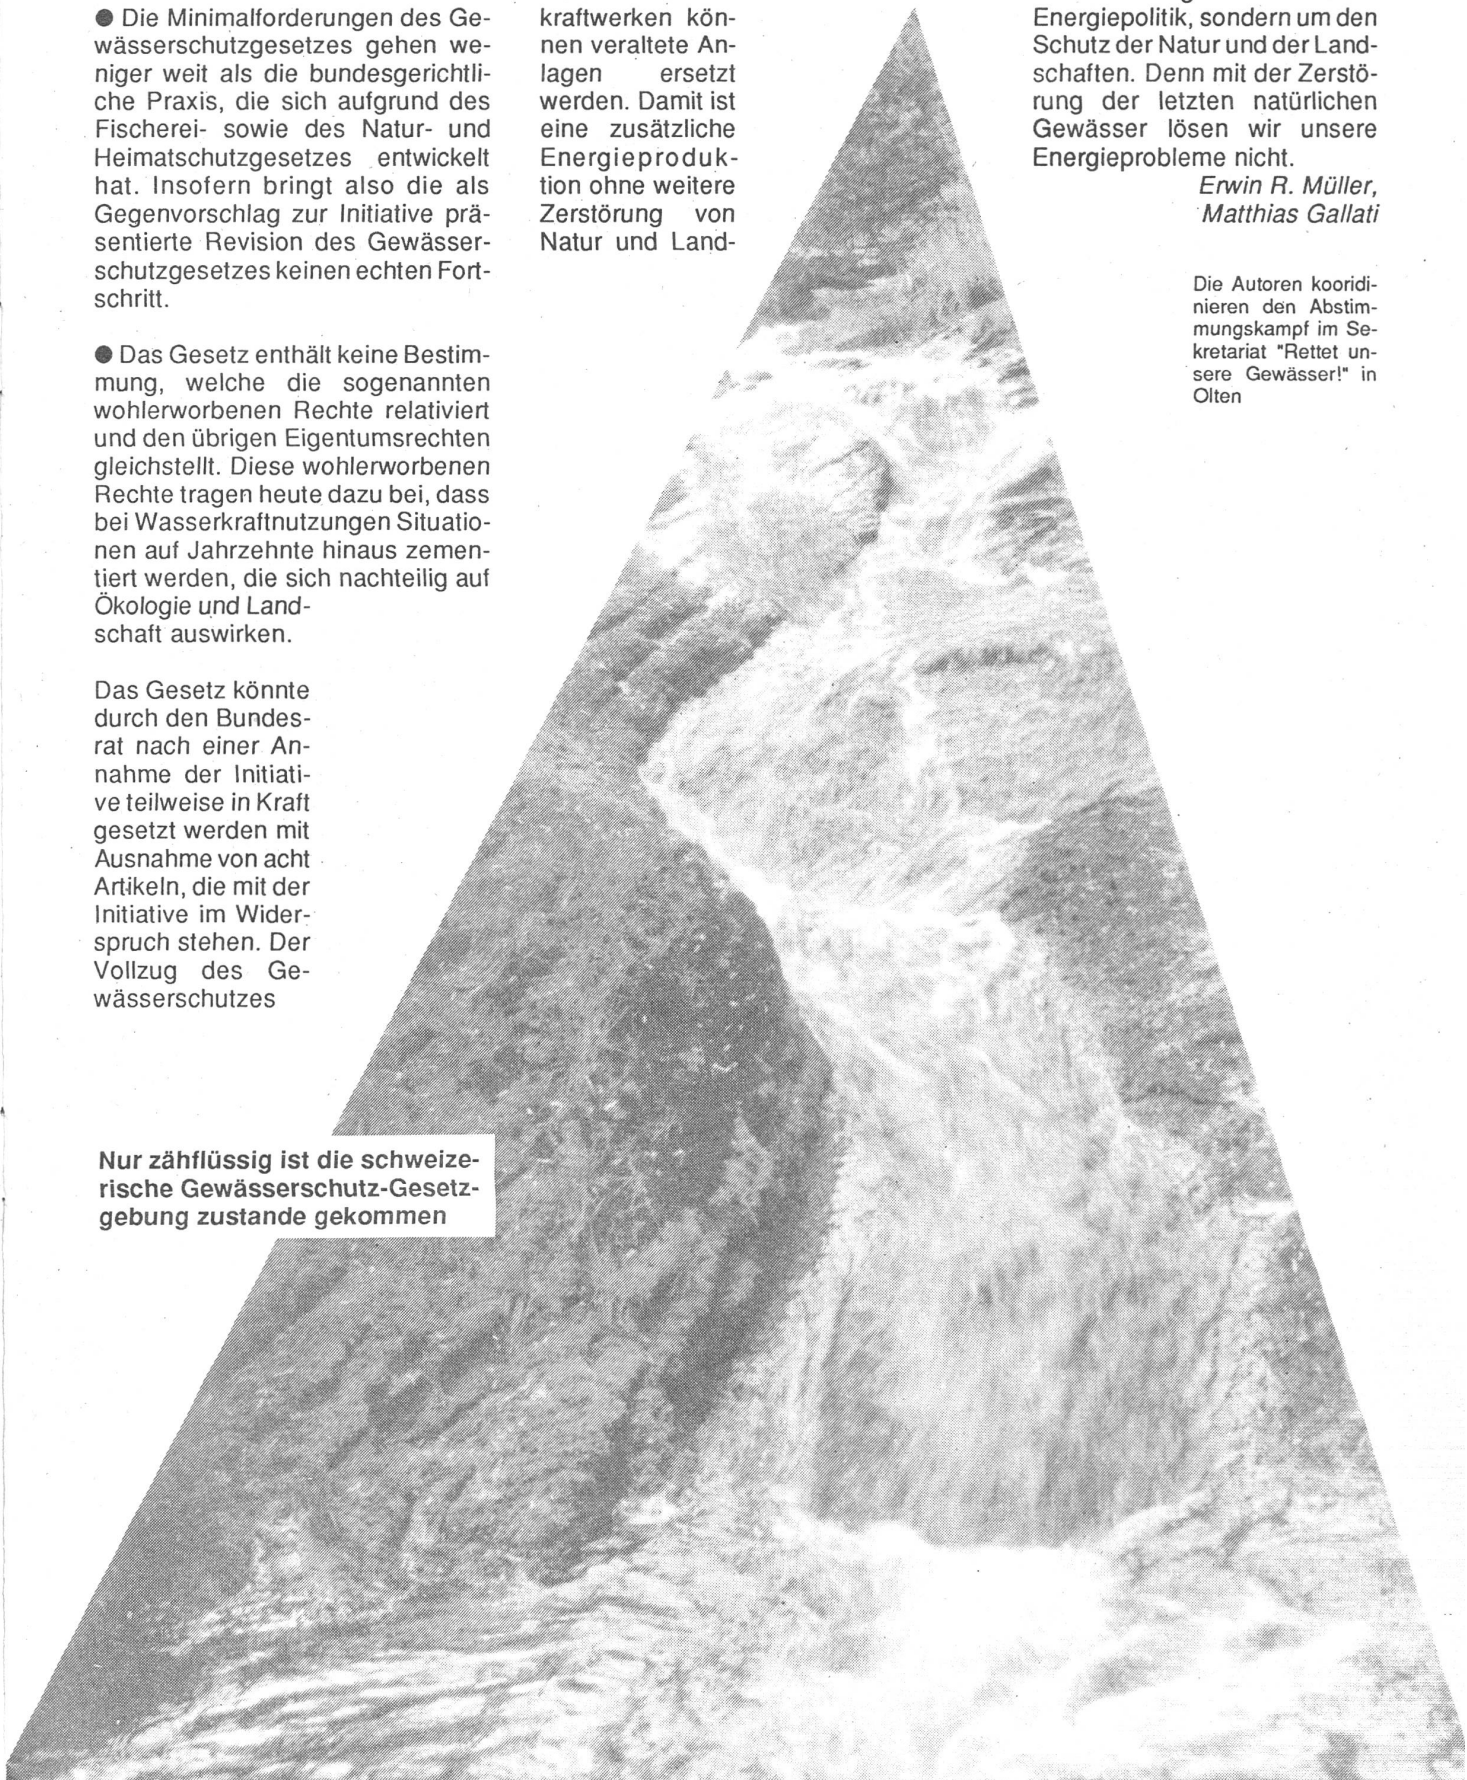 ● Die Minimalforderungen des Ge-
wässerschutzgesetzes gehen we-
niger weit als die bundesgerichtli-
che Praxis, die sich aufgrund des
Fischerei- sowie des Natur- und
Heimatschutzgesetzes entwickelt
hat. Insofern bringt also die als
Gegenvorschlag zur Initiative prä-
sentierte Revision des Gewässer-
schutzgesetzes keinen echten Fort-
schritt.
● Das Gesetz enthält keine Bestim-
mung, welche die sogenannten
wohlerworbenen Rechte relativiert
und den übrigen Eigentumsrechten
gleichstellt. Diese wohlerworbenen
Rechte tragen heute dazu bei, dass
bei Wasserkraftnutzungen Situatio-
nen auf Jahrzehnte hinaus zemen-
tiert werden, die sich nachteilig auf
Ökologie und Land-
schaft auswirken.
Das Gesetz könnte
durch den Bundes-
rat nach einer An-
nahme der Initiati-
ve teilweise in Kraft
gesetzt werden mit
Ausnahme von acht
Artikeln, die mit der
Initiative im Wider-
spruch stehen. Der
Vollzug des Ge-
wässerschutzes
kraftwerken kön-
nen veraltete An-
lagen ersetzt
werden. Damit ist
eine zusätzliche
Energieproduk-
tion ohne weitere
Zerstörung von
Natur und Land-
Energiepolitik, sondern um den
Schutz der Natur und der Land-
schaften. Denn mit der Zerstö-
rung der letzten natürlichen
Gewässer lösen wir unsere
Energieprobleme nicht.
Erwin R. Müller,
Matthias Gallati
Die Autoren kooridi-
nieren den Abstim-
mungskampf im Se-
kretariat "Rettet un-
sere Gewässer!" in
Olten
Nur zähflüssig ist die schweize-
rische Gewässerschutz-Gesetz-
gebung zustande gekommen